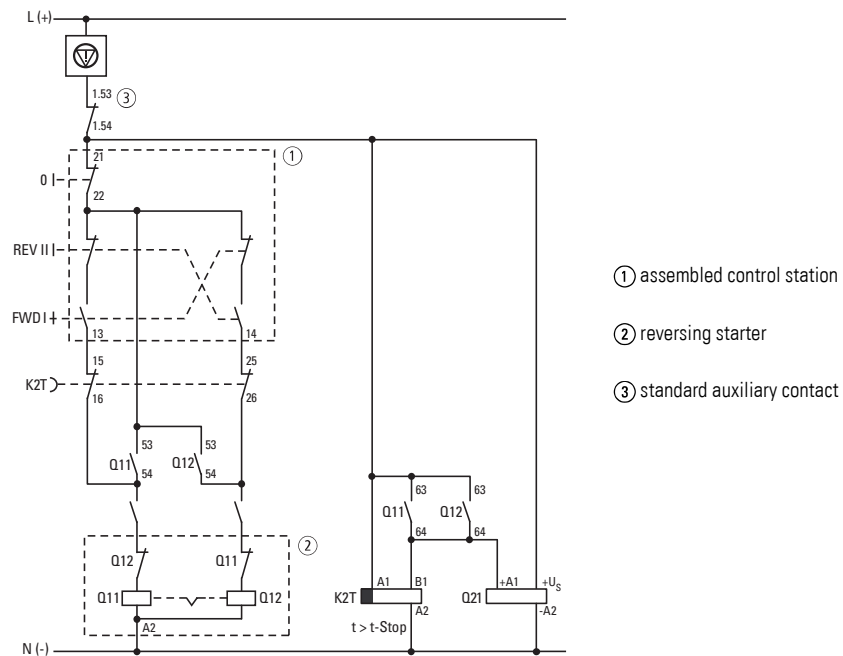 L (+)
1.53
3
1.54
21
1
0
22
REV II
FWD I
13
14
15
25
K2T
16
26
53
53
Q11
54
Q12
54
63
63
Q11
Q12
64
64
2
Q12
Q11
Q11
Q12
A2
K2T
A1
B1
A2
t > t-Stop
Q21
+A1
+US
-A2
N (-)
1 assembled control station
2 reversing starter
3 standard auxiliary contact